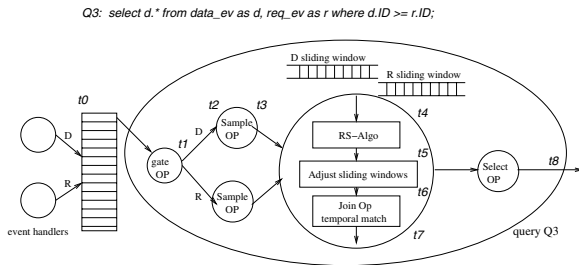 Q3: select d.* from data_ev as d, req_ev as r where d.ID >= r.ID;
D sliding window
R sliding window
t0
t2
t3
t4
D
t1
D
Sample
OP
RS-Algo
t5
gate
OP
Adjust sliding windows
Select
OP
t8
R
R
Sample
OP
t6
Join Op
temporal match
event handlers
t7
query Q3